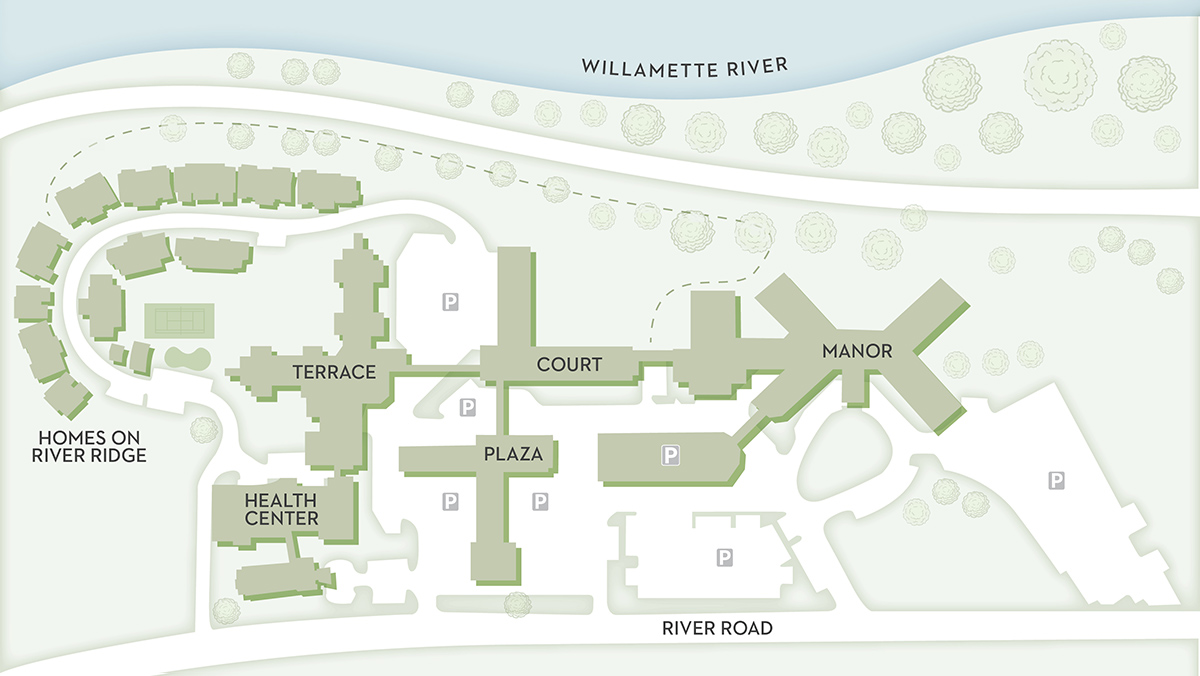 WILLAMETTE RIVER
P
MANOR
COURT
TERRACE
P
HOMES ON
RIVER RIDGE
PLAZA
P
P
HEALTH
CENTER
P
P
P
RIVER ROAD